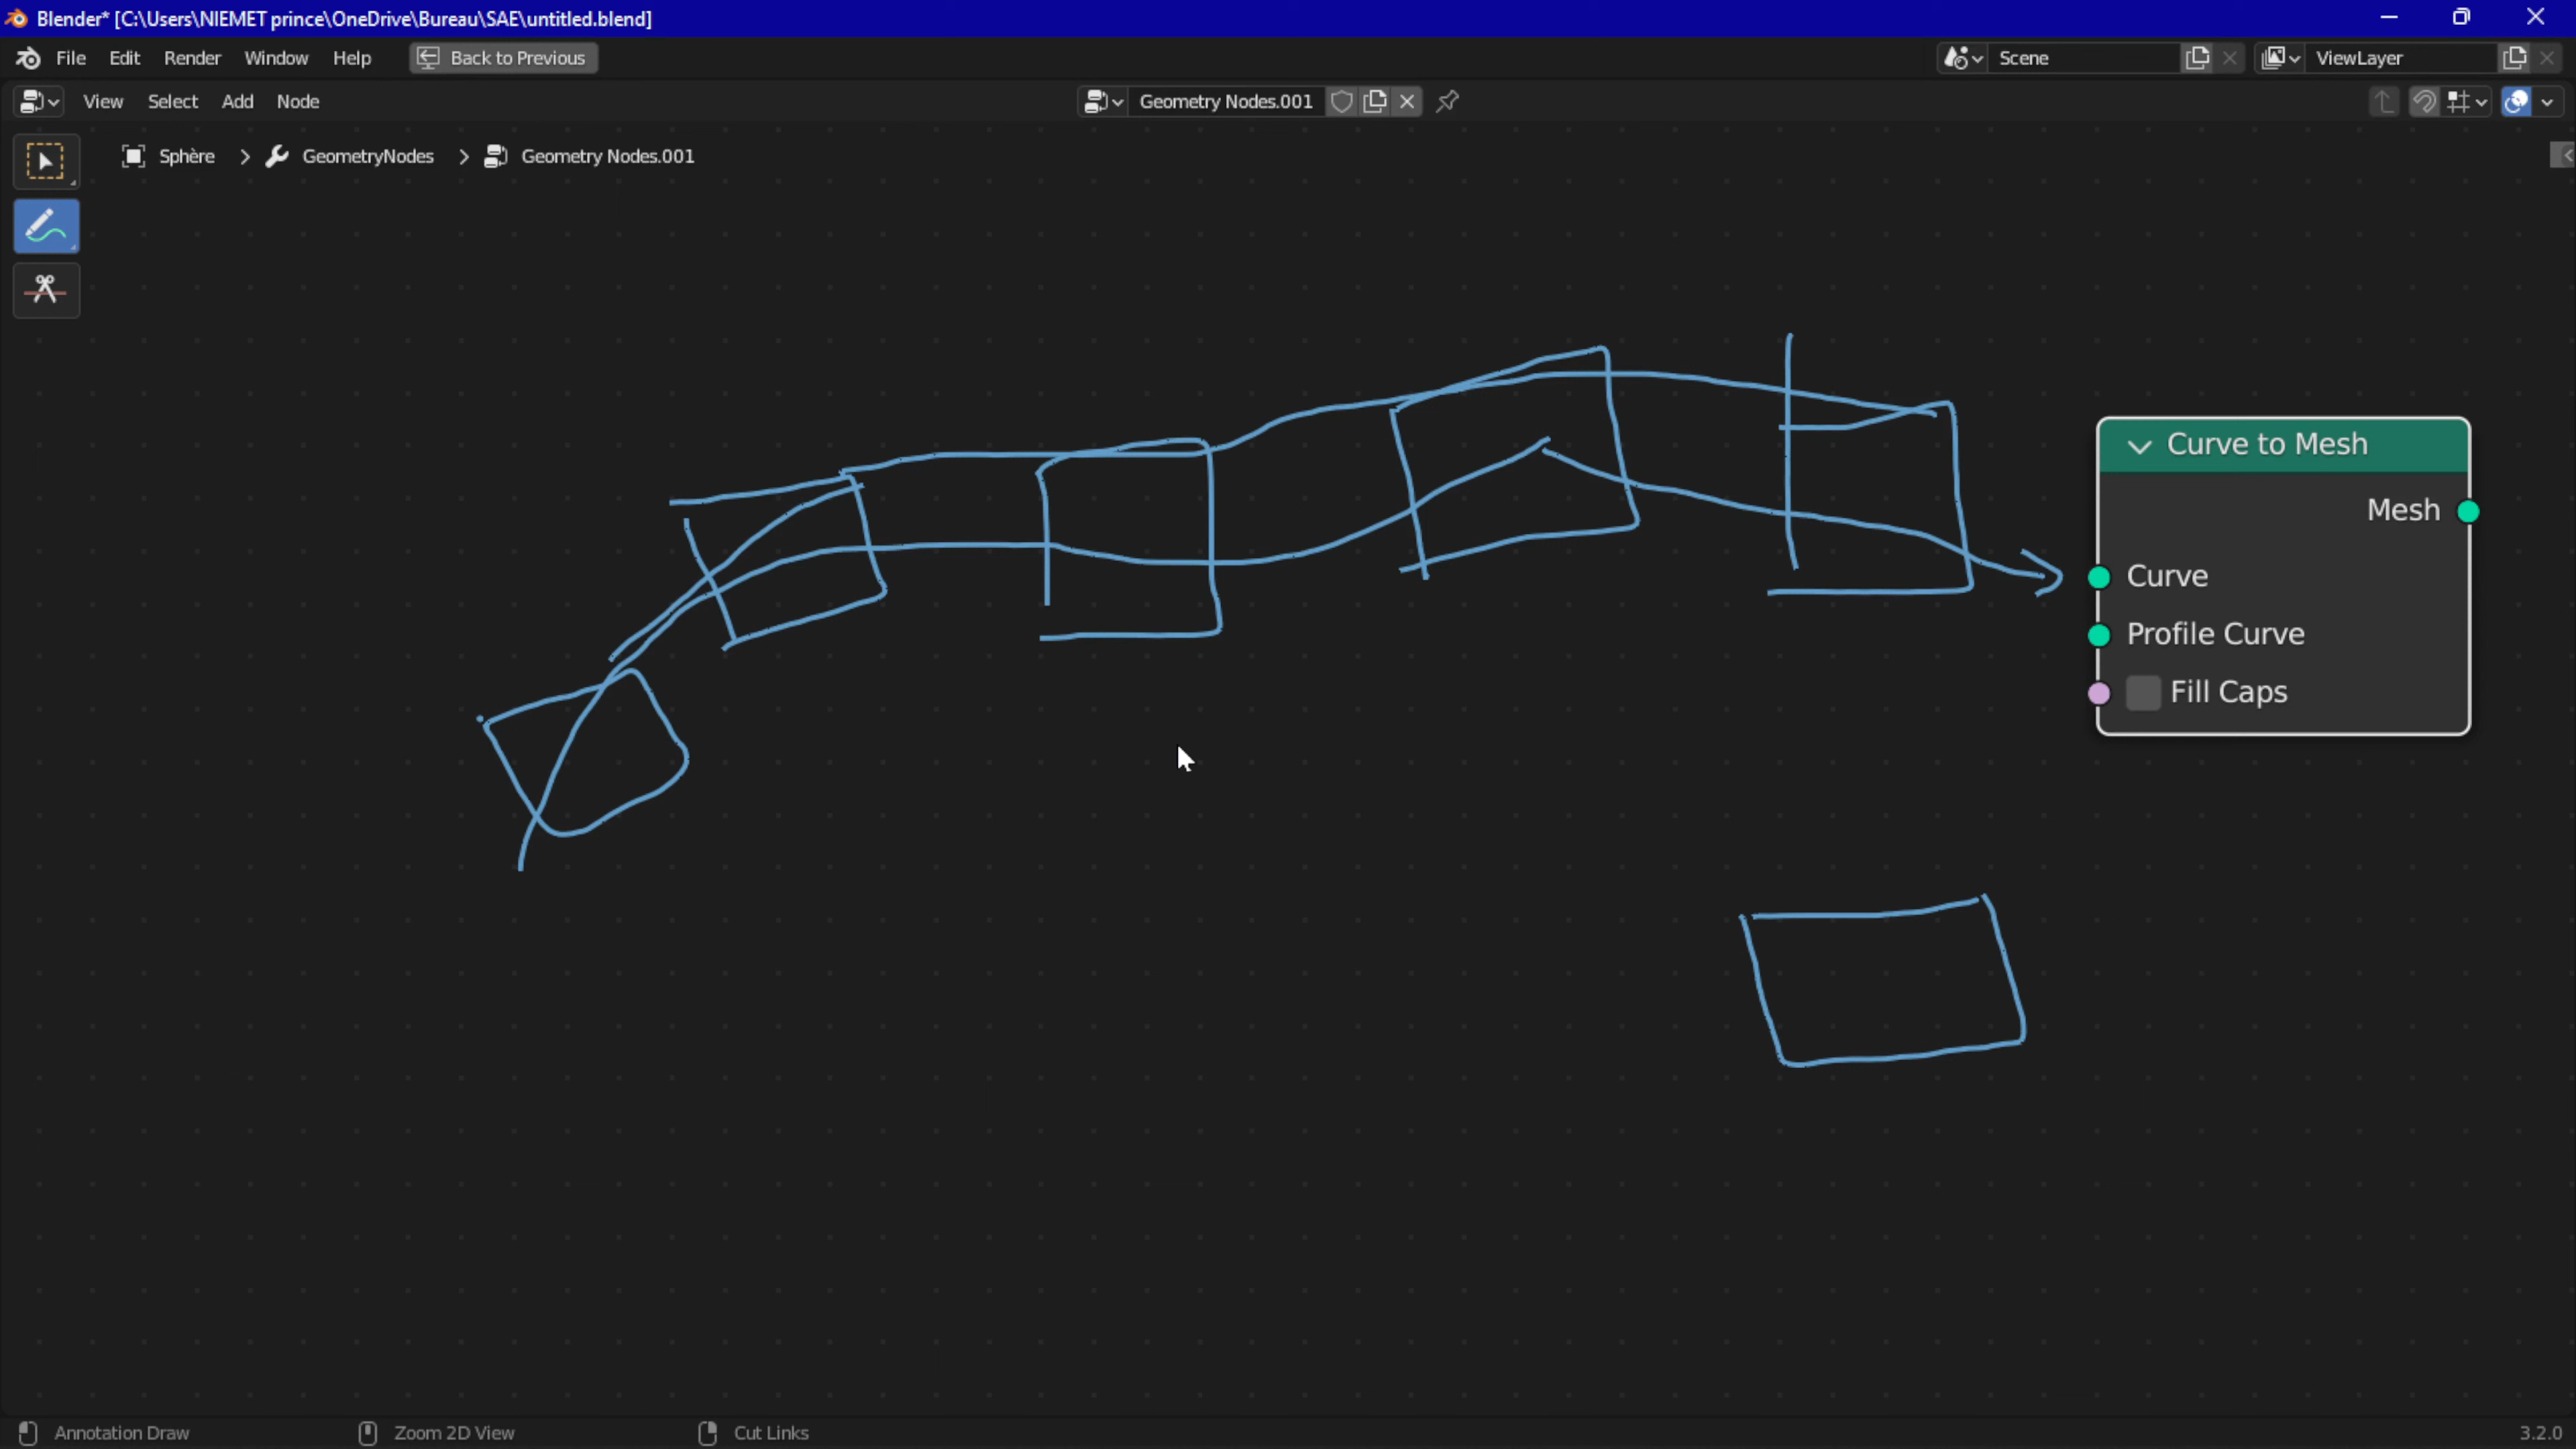 Blender* [C:\Users\NIEMET prince\OneDrive\Bureau\SAE\untitled.blend]
File Edit Render Window Help Back to Previous Scene ViewLayer
View Select Add Node Geometry Nodes.001
Sphère GeometryNodes Geometry Nodes.001
Curve to Mesh
Mesh
Curve
Profile Curve
Fill Caps
Annotation Draw Zoom 2D View Cut Links 3.2.0